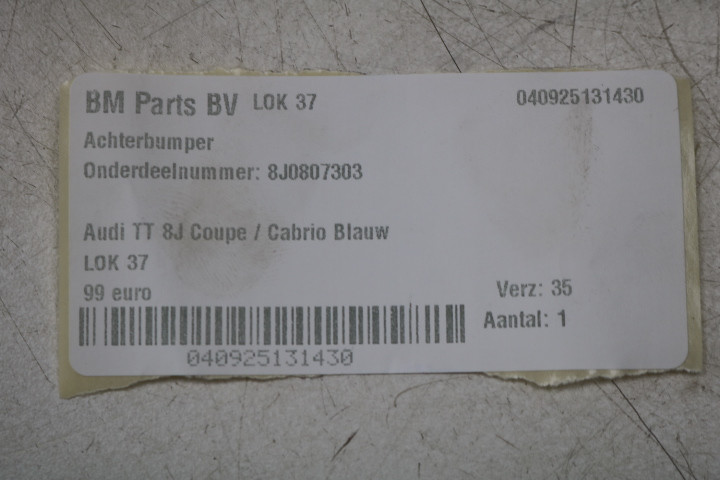 BM Parts BV LOK 37 040925131430
Achterbumper
Onderdeelnummer: 8J0807303
Audi TT 8J Coupe / Cabrio Blauw
LOK 37
99 euro Verz: 35
Aantal: 1
040925131430